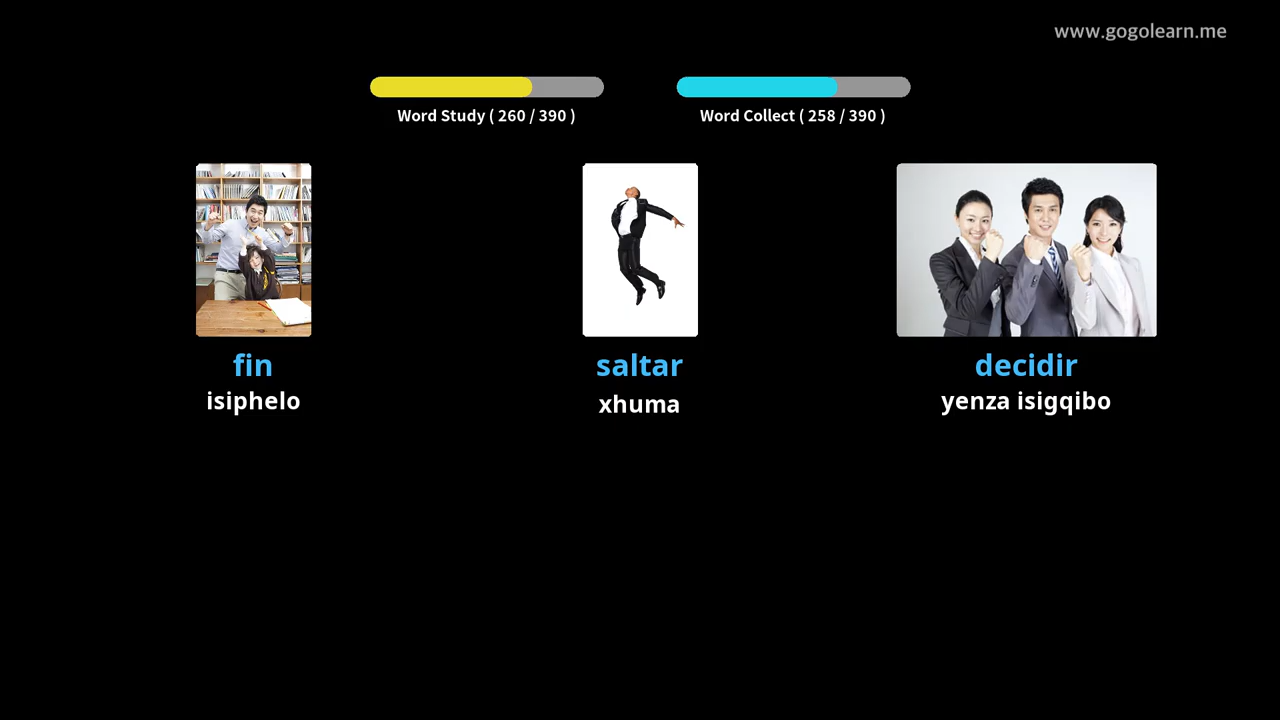 www.gogolearn.me
Word Study ( 260 / 390 )
Word Collect ( 258 / 390 )
fin
isiphelo
saltar
xhuma
decidir
yenza isigqibo